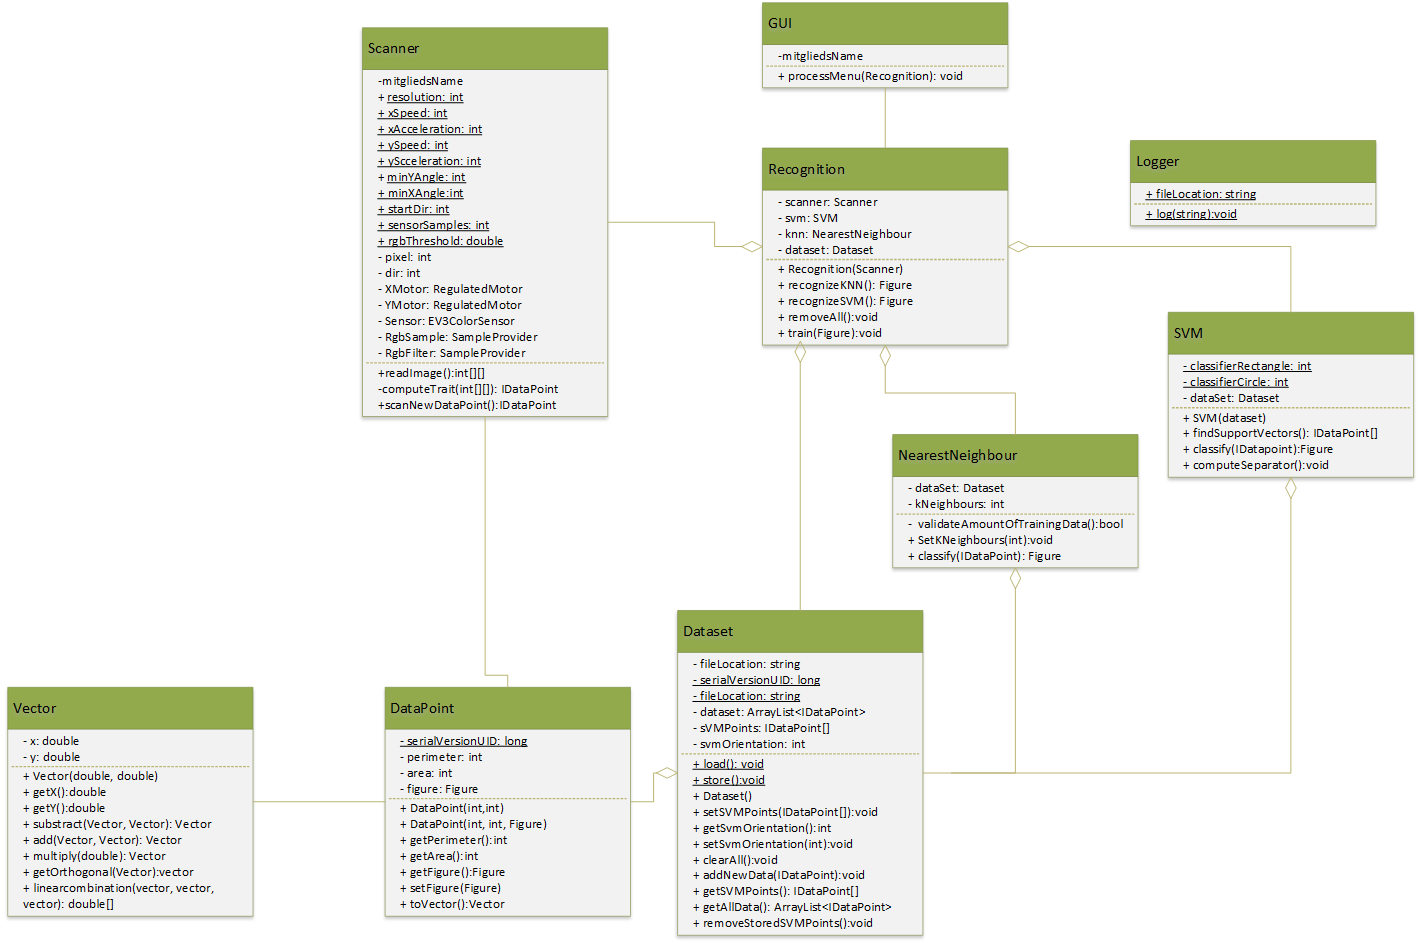 GUI
-mitgliedsName
+ processMenu(Recognition): void
Scanner
-mitgliedsName
+ resolution: int
+ xSpeed: int
+ xAcceleration: int
+ ySpeed: int
+ yScceleration: int
+ minYAngle: int
+ minXAngle:int
+ startDir: int
+ sensorSamples: int
+ rgbThreshold: double
- pixel: int
- dir: int
- XMotor: RegulatedMotor
- YMotor: RegulatedMotor
- Sensor: EV3ColorSensor
- RgbSample: SampleProvider
- RgbFilter: SampleProvider
+readImage():int[][]
-computeTrait(int[][]): IDataPoint
+scanNewDataPoint():IDataPoint
Recognition
- scanner: Scanner
- svm: SVM
- knn: NearestNeighbour
- dataset: Dataset
+ Recognition(Scanner)
+ recognizeKNN(): Figure
+ recognizeSVM(): Figure
+ removeAll():void
+ train(Figure):void
Logger
+ fileLocation: string
+ log(string):void
SVM
- classifierRectangle: int
- classifierCircle: int
- dataSet: Dataset
+ SVM(dataset)
+ findSupportVectors(): IDataPoint[]
+ classify(IDatapoint):Figure
+ computeSeparator():void
NearestNeighbour
- dataSet: Dataset
- kNeighbours: int
- validateAmountOfTrainingData():bool
+ SetKNeighbours(int):void
+ classify(IDataPoint): Figure
Dataset
- fileLocation: string
- serialVersionUID: long
- fileLocation: string
- dataset: ArrayList<IDataPoint>
- sVMPoints: IDataPoint[]
- svmOrientation: int
+ load(): void
+ store():void
+ Dataset()
+ setSVMPoints(IDataPoint[]):void
+ getSvmOrientation():int
+ setSvmOrientation(int):void
+ clearAll():void
+ addNewData(IDataPoint):void
+ getSVMPoints(): IDataPoint[]
+ getAllData(): ArrayList<IDataPoint>
+ removeStoredSVMPoints():void
Vector
- x: double
- y: double
+ Vector(double, double)
+ getX():double
+ getY():double
+ substract(Vector, Vector): Vector
+ add(Vector, Vector): Vector
+ multiply(double): Vector
+ getOrthogonal(Vector):vector
+ linearcombination(vector, vector,
vector): double[]
DataPoint
- serialVersionUID: long
- perimeter: int
- area: int
- figure: Figure
+ DataPoint(int,int)
+ DataPoint(int, int, Figure)
+ getPerimeter():int
+ getArea():int
+ getFigure():Figure
+ setFigure(Figure)
+ toVector():Vector